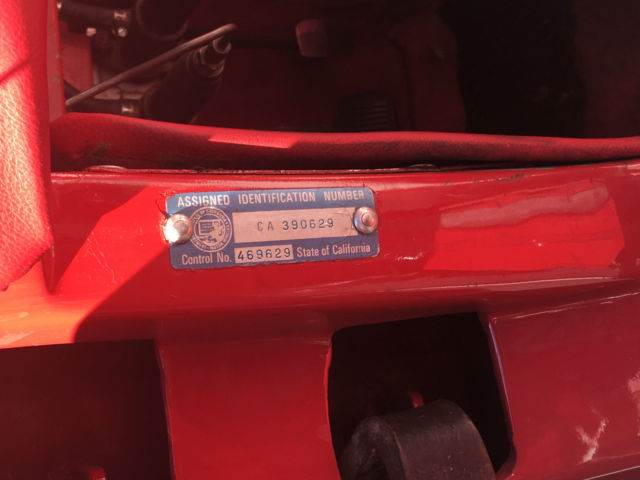 ASSIGNED IDENTIFICATION NUMBER
CA 390629
Control No. 469629 State of California